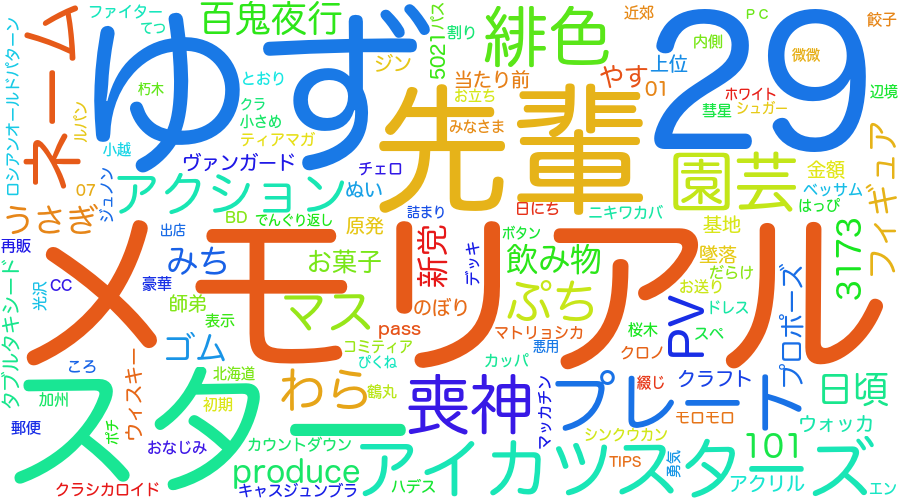 ファイター
百鬼夜行
てつ
ゆず
29
緋色
近郊
PC
餃子
割り
内側
微微
ジン
5021
パス
当たり前
やす
上位
01
ホワイト
辺境
彗星
シュガー
ロシアンオールドパターン
ネーム
ルパン
朽木
とおり
クラ
小さめ
お立ち
先輩
みなさま
ティアマガ
小越
ヴァンガード
チェロ
園芸
金額
ベッサム
はっぴ
フィギュア
07
ジュノン
アクション
ぬい
詰まり
日にち
ニキワカバ
うさぎ
BD
でんぐり返し
原発
ボタン
基地
3173
出店
再販
メモリアル
みち
お菓子
新党
デッキ
飲み物
墜落
だらけ
お送り
プロポーズ
CC
光沢
豪華
師弟
マス
のぼり
ぷち
PV
ドレス
表示
pass
マトリョシカ
桜木
スペ
ダブルタキシード
ゴム
コミティア
悪用
クロノ
ぴくね
カッパ
ころ
ウィスキー
北海道
わら
鶴丸
喪神
マッカチン
綴じ
クラフト
プレート
日頃
スター
加州
初期
モロモロ
ウォッカ
郵便
ポチ
おなじみ
カウントダウン
シンクウカン
101
produce
アイカツスターズ
TIPS
勇気
アクリル
エン
クラシカロイド
キャスジュンブラ
ハデス